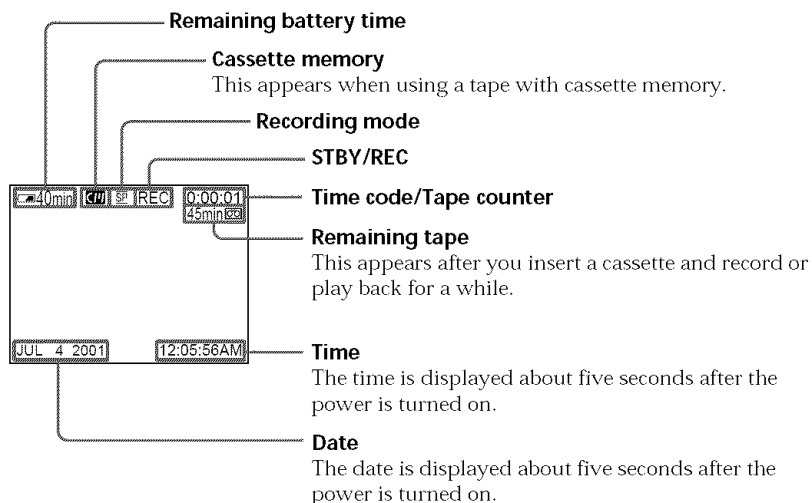 Remaining battery time
Cassette memory
This appears when using a tape with cassette memory.
Recording mode
STBY/REC
40min CM SP REC 0:00:01
Time code/Tape counter
45min
Remaining tape
This appears after you insert a cassette and record or
play back for a while.
JUL 4 2001 12:05:56AM
Time
The time is displayed about five seconds after the
power is turned on.
Date
The date is displayed about five seconds after the
power is turned on.